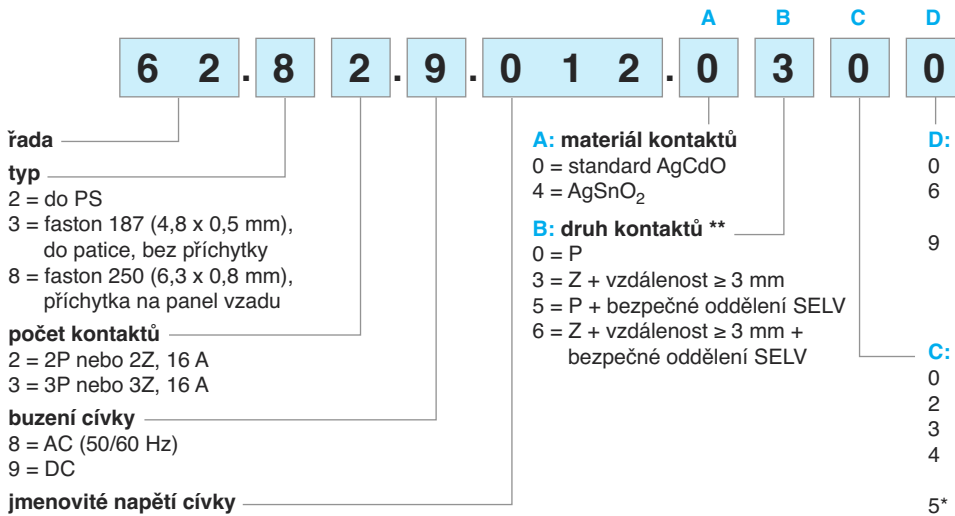 A B C D
6 2 . 8 2 . 9 . 0 1 2 . 0 3 0 0
řada
typ
2 = do PS
3 = faston 187 (4,8 x 0,5 mm),
do patice, bez příchytky
8 = faston 250 (6,3 x 0,8 mm),
příchytka na panel vzadu
počet kontaktů
2 = 2P nebo 2Z, 16 A
3 = 3P nebo 3Z, 16 A
buzení cívky
8 = AC (50/60 Hz)
9 = DC
jmenovité napětí cívky
A: materiál kontaktů
0 = standard AgCdO
4 = AgSnO₂
B: druh kontaktů **
0 = P
3 = Z + vzdálenost ≥ 3 mm
5 = P + bezpečné oddělení SELV
6 = Z + vzdálenost ≥ 3 mm +
bezpečné oddělení SELV
D:
0
6
9
C:
0
2
3
4
5*